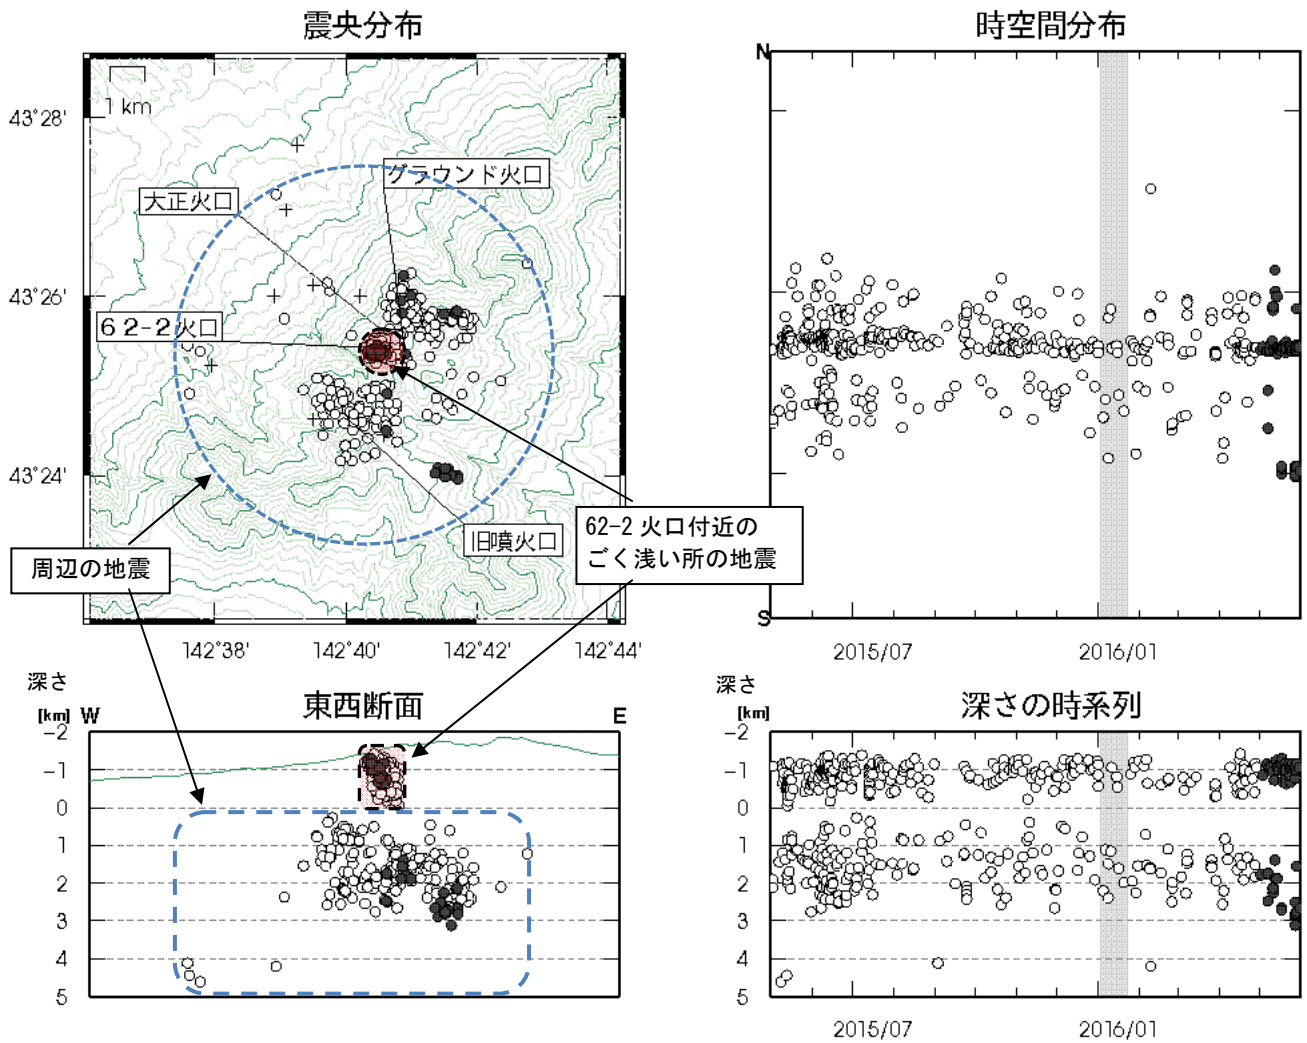 震央分布
時空間分布
N
1 km
43°28'
グラウンド火口
大正火口
43°26'
62-2火口
43°24'
旧噴火口
62-2 火口付近の
ごく浅い所の地震
周辺の地震
S
142°38'
142°40'
142°42'
142°44'
2015/07
2016/01
深さ
[km]
W
東西断面
E
-2
-1
0
1
2
3
4
5
深さ
[km]
深さの時系列
-2
-1
0
1
2
3
4
5
2015/07
2016/01